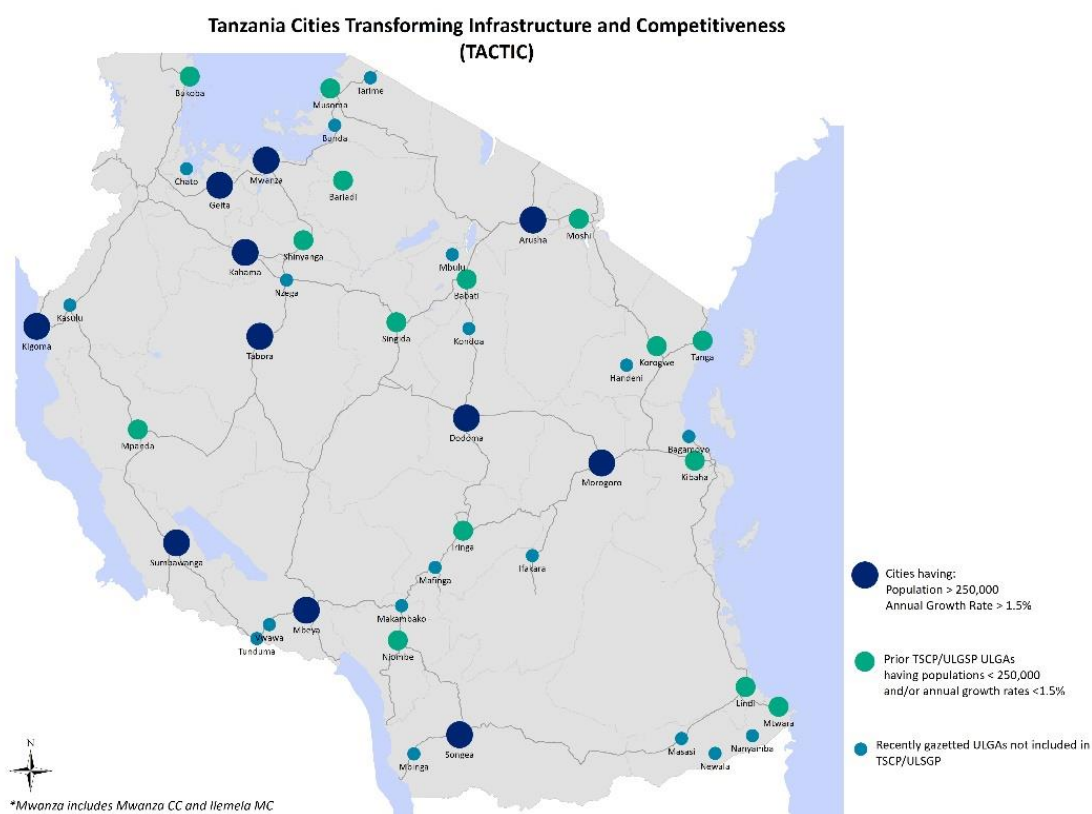 Tanzania Cities Transforming Infrastructure and Competitiveness
(TACTIC)
Bukoba
Musoma
Tarime
Bunda
Chato
Mwanza
Geita
Bariadi
Arusha
Moshi
Shinyanga
Kahama
Mbulu
Nzega
Babati
Kasulu
Kigoma
Singida
Kondoa
Tabora
Korogwe
Tanga
Handeni
Dodoma
Mpanda
Bagamoyo
Morogoro
Kibaha
Iringa
Sumbawanga
Ifakara
Mafinga
Cities having:
Population > 250,000
Annual Growth Rate > 1.5%
Makambako
Mbeya
Vwawa
Tunduma
Njombe
Prior TSCP/ULGSP ULGAs
having populations < 250,000
and/or annual growth rates <1.5%
Lindi
Mtwara
Songea
Masasi
Nanyamba
Mbinga
Newala
Recently gazetted ULGAs not included in
TSCP/ULSGP
N
*Mwanza includes Mwanza CC and Ilemela MC